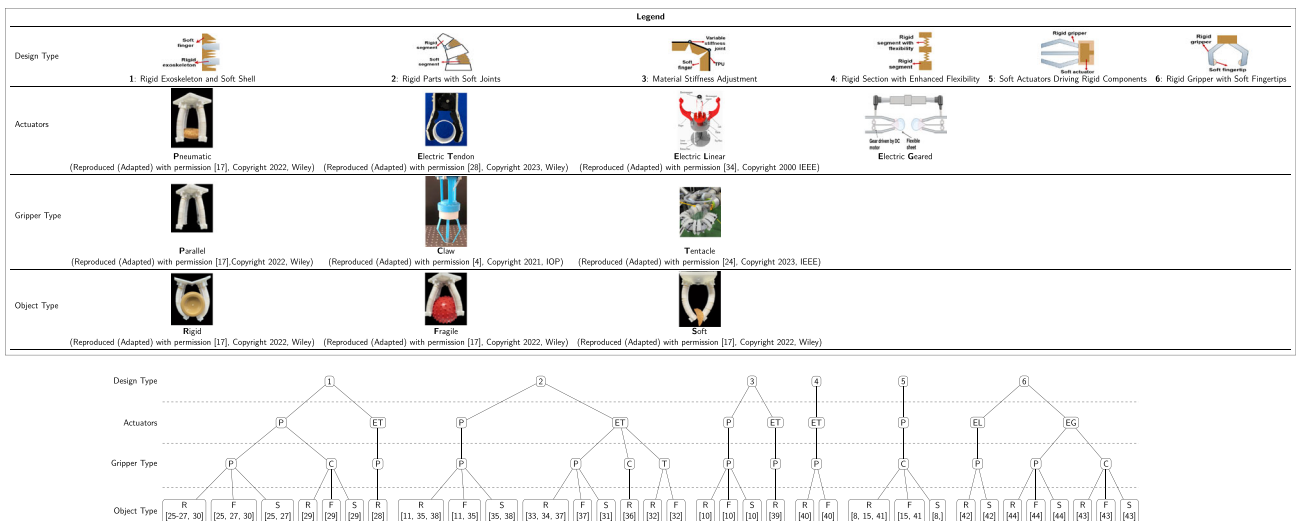 Legend
Design Type
Soft finger
Rigid exoskeleton
1: Rigid Exoskeleton and Soft Shell
Rigid segment
Soft segment
2: Rigid Parts with Soft Joints
Variable stiffness joint
Soft finger
TPU
3: Material Stiffness Adjustment
Rigid segment with flexibility
Rigid segment
4: Rigid Section with Enhanced Flexibility
Rigid gripper
Soft actuator
5: Soft Actuators Driving Rigid Components
Rigid gripper
Soft fingertip
6: Rigid Gripper with Soft Fingertips
Actuators
Pneumatic
(Reproduced (Adapted) with permission [17], Copyright 2022, Wiley)
Electric Tendon
(Reproduced (Adapted) with permission [28], Copyright 2023, Wiley)
Electric Linear
(Reproduced (Adapted) with permission [34], Copyright 2000 IEEE)
Gear driven by DC motor
Flexible sheet
Electric Geared
Gripper Type
Parallel
(Reproduced (Adapted) with permission [17],Copyright 2022, Wiley)
Claw
(Reproduced (Adapted) with permission [4], Copyright 2021, IOP)
Tentacle
(Reproduced (Adapted) with permission [24], Copyright 2023, IEEE)
Object Type
Rigid
(Reproduced (Adapted) with permission [17], Copyright 2022, Wiley)
Fragile
(Reproduced (Adapted) with permission [17], Copyright 2022, Wiley)
Soft
(Reproduced (Adapted) with permission [17], Copyright 2022, Wiley)
Design Type 1 2 3 4 5 6
Actuators P ET P ET P ET ET P EL EG
Gripper Type P C P P P C T P P P C P P C
Object Type
R F S R F S R R F S R F S R R F R F S R R F R F S R S R F S R F S
[25-27, 30] [25, 27, 30] [25, 27] [29] [29] [29] [28] [11, 35, 38] [11, 35] [35, 38] [33, 34, 37] [37] [31] [36] [32] [32] [10] [10] [10] [39] [40] [40] [8, 15, 41] [15, 41 [8,] [42] [42] [44] [44] [44] [43] [43] [43]